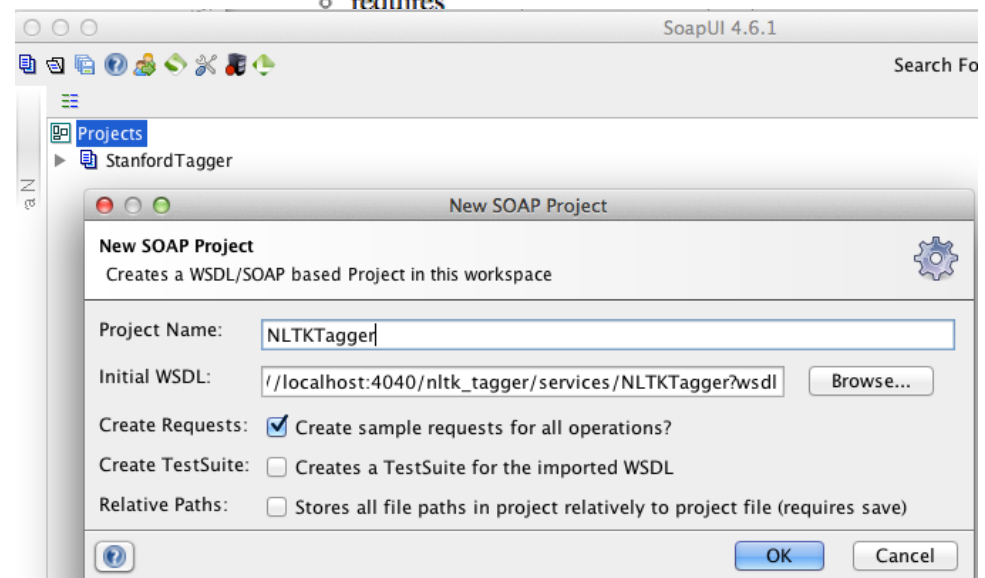 requires
SoapUI 4.6.1
Search Fo
Projects
StanfordTagger
Na
New SOAP Project
New SOAP Project
Creates a WSDL/SOAP based Project in this workspace
Project Name:
NLTKTagger
Initial WSDL:
//localhost:4040/nltk_tagger/services/NLTKTagger?wsdl
Browse...
Create Requests:
Create sample requests for all operations?
Create TestSuite:
Creates a TestSuite for the imported WSDL
Relative Paths:
Stores all file paths in project relatively to project file (requires save)
OK
Cancel